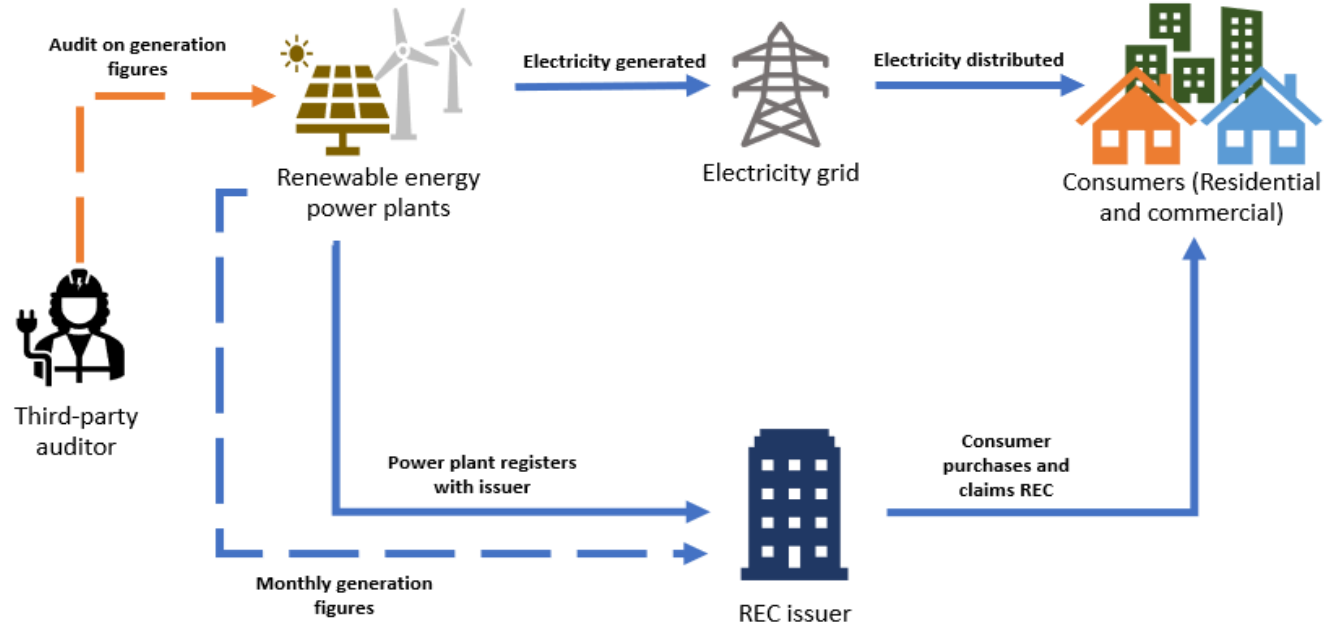 Audit on generation
figures
Electricity generated
Electricity distributed
Renewable energy
power plants
Electricity grid
Consumers (Residential
and commercial)
Third-party
auditor
Power plant registers
with issuer
Consumer
purchases and
claims REC
Monthly generation
figures
REC issuer